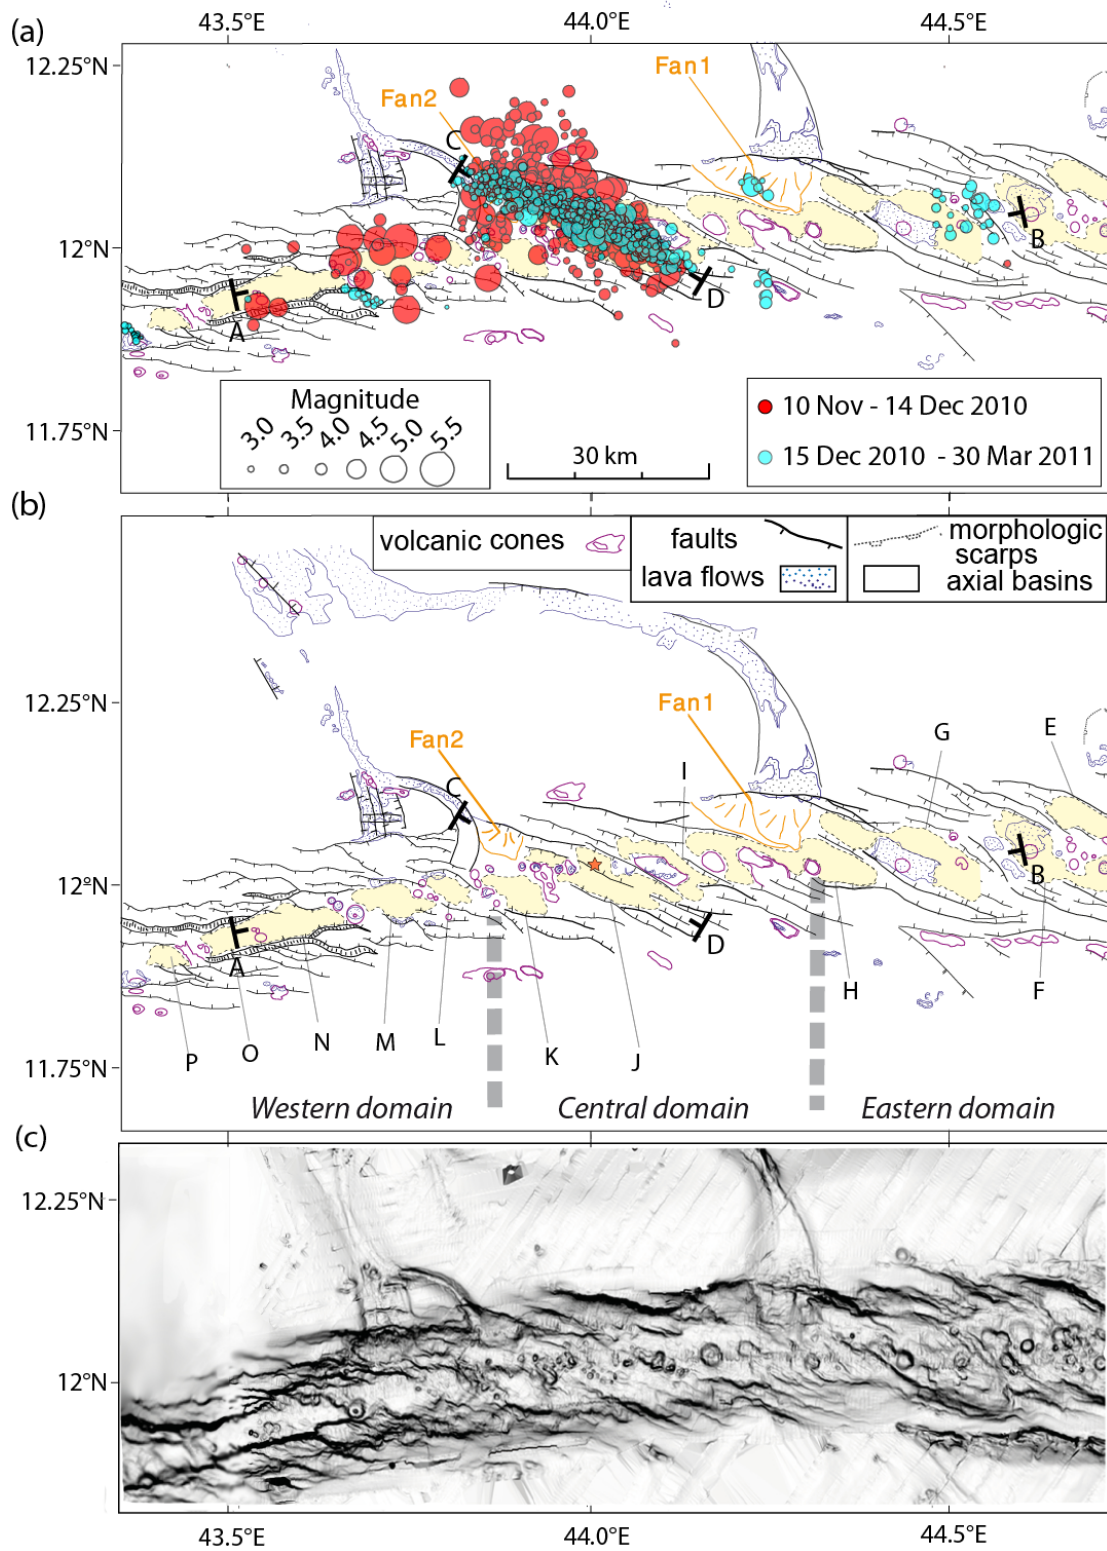 43.5°E 44.0°E 44.5°E
(a)
12.25°N
Fan1
Fan2
C
12°N
B
D
A
Magnitude
3.0 3.5 4.0 4.5 5.0 5.5
10 Nov - 14 Dec 2010
15 Dec 2010 - 30 Mar 2011
30 km
11.75°N
(b)
volcanic cones
faults
lava flows
morphologic
scarps
axial basins
12.25°N
Fan1
Fan2
G E
I
C
12°N
B
A
D
H F
P O N M L K J
11.75°N
Western domain Central domain Eastern domain
(c)
12.25°N
12°N
43.5°E 44.0°E 44.5°E